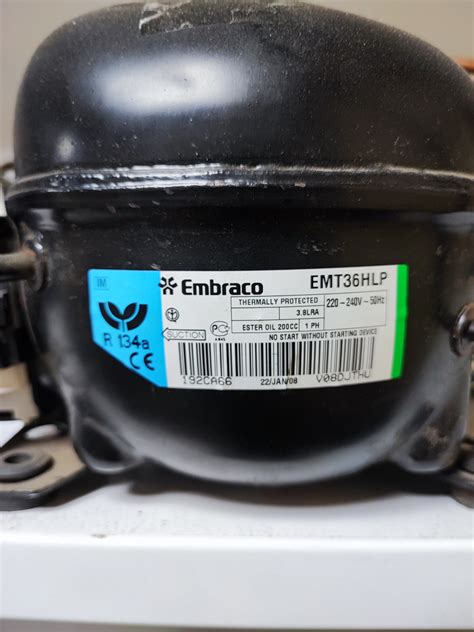 IM
Embraco
EMT36HLP
THERMALLY PROTECTED
220-240V~50Hz
3.8LRA
ESTER OIL 200CC
1 PH
R 134a
CE
SUCTION
NO START WITHOUT STARTING DEVICE
192CA66
22/JAN/08
V08DJTHU